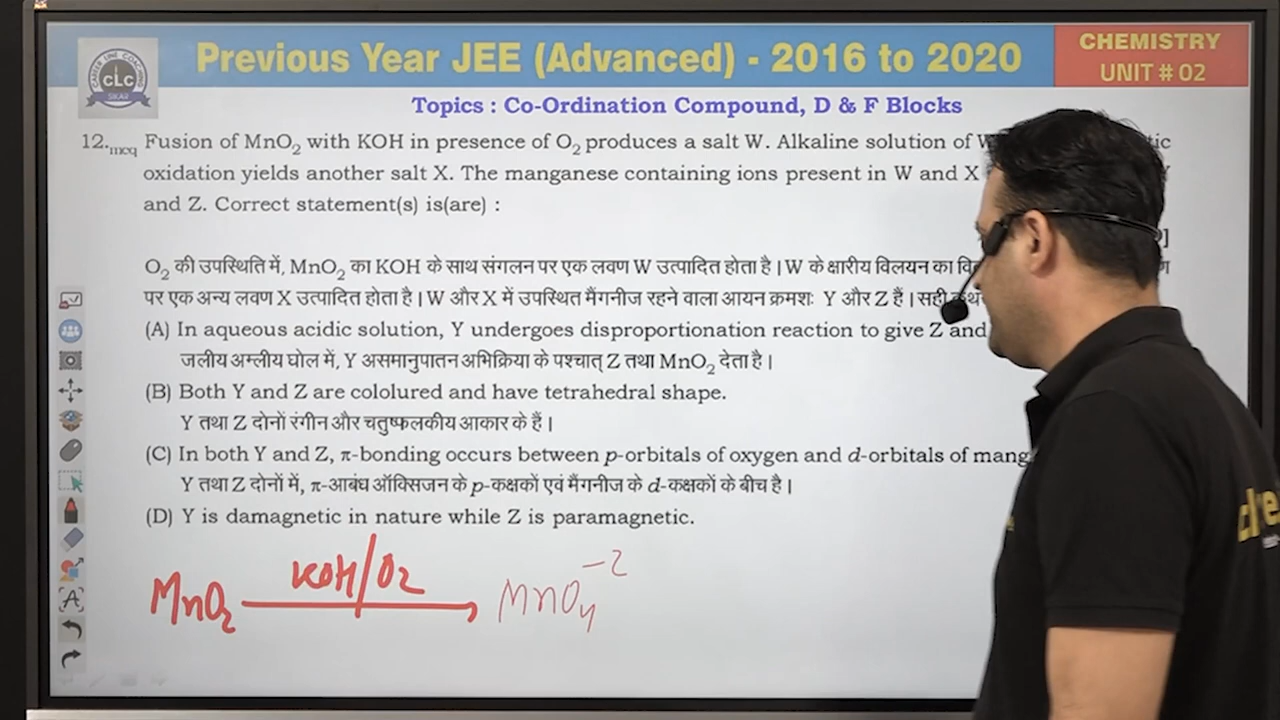 Previous Year JEE (Advanced) - 2016 to 2020
CHEMISTRY
UNIT # 02
CLC
SIKAR
Topics : Co-Ordination Compound, D & F Blocks
12.mcq Fusion of MnO2 with KOH in presence of O2 produces a salt W. Alkaline solution of W
oxidation yields another salt X. The manganese containing ions present in W and X
and Z. Correct statement(s) is(are) :
O2 की उपस्थिति में, MnO2 का KOH के साथ संगलन पर एक लवण W उत्पादित होता है। W के क्षारीय विलयन का
पर एक अन्य लवण X उत्पादित होता है। W और X में उपस्थित मैंगनीज रहने वाला आयन क्रमशः Y और Z हैं। सही
(A) In aqueous acidic solution, Y undergoes disproportionation reaction to give Z and
जलीय अम्लीय घोल में, Y असमानुपातन अभिक्रिया के पश्चात् Z तथा MnO2 देता है।
(B) Both Y and Z are cololured and have tetrahedral shape.
Y तथा Z दोनों रंगीन और चतुष्फलकीय आकार के हैं।
(C) In both Y and Z, π-bonding occurs between p-orbitals of oxygen and d-orbitals of mang
Y तथा Z दोनों में, π-आबंध ऑक्सिजन के p-कक्षकों एवं मैंगनीज के d-कक्षकों के बीच है।
(D) Y is damagnetic in nature while Z is paramagnetic.
MnO2 KOH/O2 MnO4-2